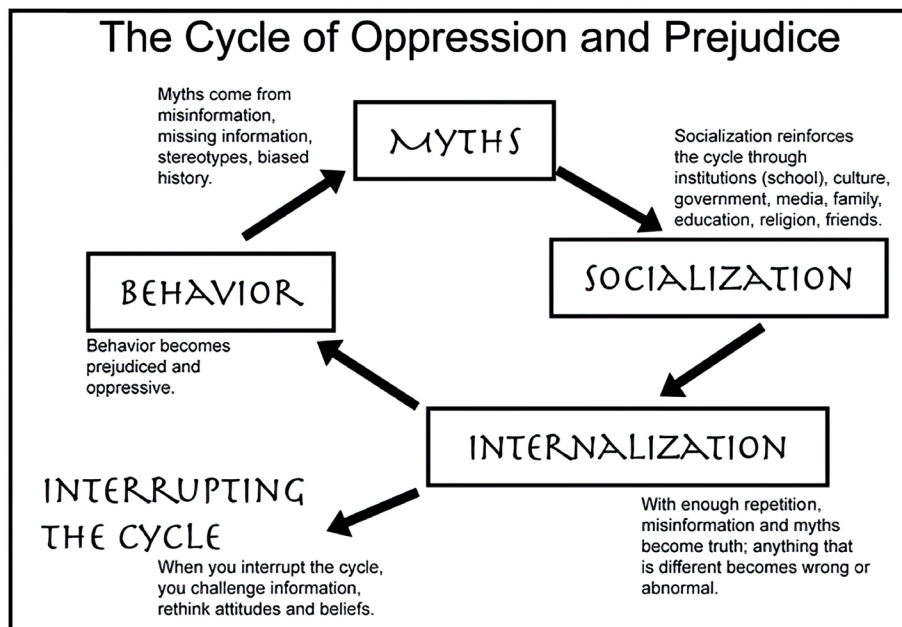 The Cycle of Oppression and Prejudice
Myths come from
misinformation,
missing information,
stereotypes, biased
history.
MYTHS
Socialization reinforces
the cycle through
institutions (school), culture,
government, media, family,
education, religion, friends.
SOCIALIZATION
BEHAVIOR
Behavior becomes
prejudiced and
oppressive.
INTERNALIZATION
With enough repetition,
misinformation and myths
become truth; anything that
is different becomes wrong or
abnormal.
INTERRUPTING
THE CYCLE
When you interrupt the cycle,
you challenge information,
rethink attitudes and beliefs.